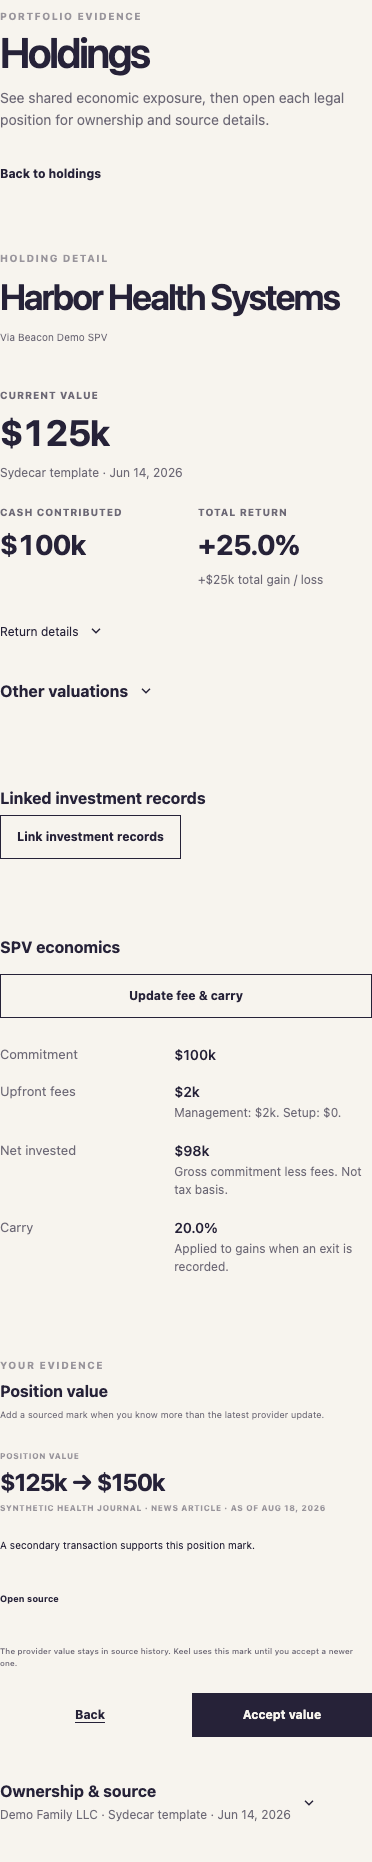 PORTFOLIO EVIDENCE
Holdings
See shared economic exposure, then open each legal
position for ownership and source details.
Back to holdings
HOLDING DETAIL
Harbor Health Systems
Via Beacon Demo SPV
CURRENT VALUE
$125k
Sydecar template · Jun 14, 2026
CASH CONTRIBUTED
$100k
TOTAL RETURN
+25.0%
+$25k total gain / loss
Return details
Other valuations
Linked investment records
Link investment records
SPV economics
Update fee & carry
Commitment
$100k
Upfront fees
$2k
Management: $2k. Setup: $0.
Net invested
$98k
Gross commitment less fees. Not
tax basis.
Carry
20.0%
Applied to gains when an exit is
recorded.
YOUR EVIDENCE
Position value
Add a sourced mark when you know more than the latest provider update.
POSITION VALUE
$125k → $150k
SYNTHETIC HEALTH JOURNAL · NEWS ARTICLE · AS OF AUG 18, 2026
A secondary transaction supports this position mark.
Open source
The provider value stays in source history. Keel uses this mark until you accept a newer
one.
Back
Accept value
Ownership & source
Demo Family LLC · Sydecar template · Jun 14, 2026